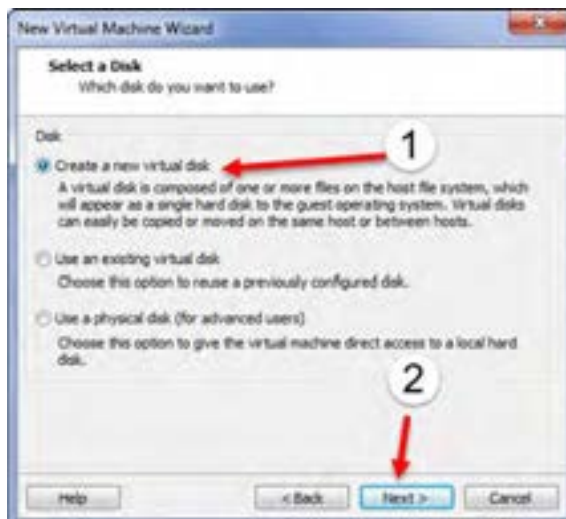 New Virtual Machine Wizard
Select a Disk
Which disk do you want to use?
Disk
1
Create a new virtual disk
A virtual disk is composed of one or more files on the host file system, which
will appear as a single hard disk to the guest operating system. Virtual disks
can easily be copied or moved on the same host or between hosts.
Use an existing virtual disk
Choose this option to reuse a previously configured disk.
Use a physical disk (for advanced users)
Choose this option to give the virtual machine direct access to a local hard
disk.
2
Help
< Back
Next >
Cancel